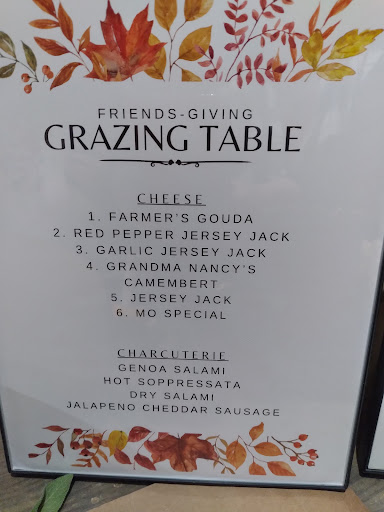 FRIENDS-GIVING
GRAZING TABLE
CHEESE
1. FARMER'S GOUDA
2. RED PEPPER JERSEY JACK
3. GARLIC JERSEY JACK
4. GRANDMA NANCY'S
CAMEMBERT
5. JERSEY JACK
6. MO SPECIAL
CHARCUTERIE
GENOA SALAMI
HOT SOPPRESSATA
DRY SALAMI
JALAPENO CHEDDAR SAUSAGE